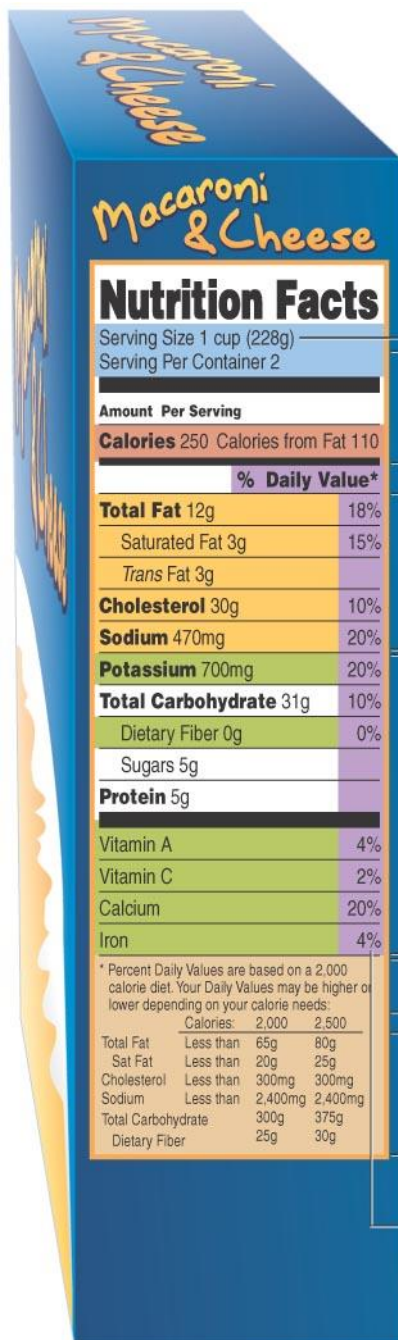 Macaroni
& Cheese
Macaroni
& Cheese
Macaroni
& Cheese
Nutrition Facts
Serving Size 1 cup (228g)
Serving Per Container 2
Amount Per Serving
Calories 250 Calories from Fat 110
% Daily Value*
Total Fat 12g 18%
Saturated Fat 3g 15%
Trans Fat 3g
Cholesterol 30g 10%
Sodium 470mg 20%
Potassium 700mg 20%
Total Carbohydrate 31g 10%
Dietary Fiber 0g 0%
Sugars 5g
Protein 5g
Vitamin A 4%
Vitamin C 2%
Calcium 20%
Iron 4%
* Percent Daily Values are based on a 2,000
calorie diet. Your Daily Values may be higher or
lower depending on your calorie needs:
Calories: 2,000 2,500
Total Fat Less than 65g 80g
Sat Fat Less than 20g 25g
Cholesterol Less than 300mg 300mg
Sodium Less than 2,400mg 2,400mg
Total Carbohydrate 300g 375g
Dietary Fiber 25g 30g